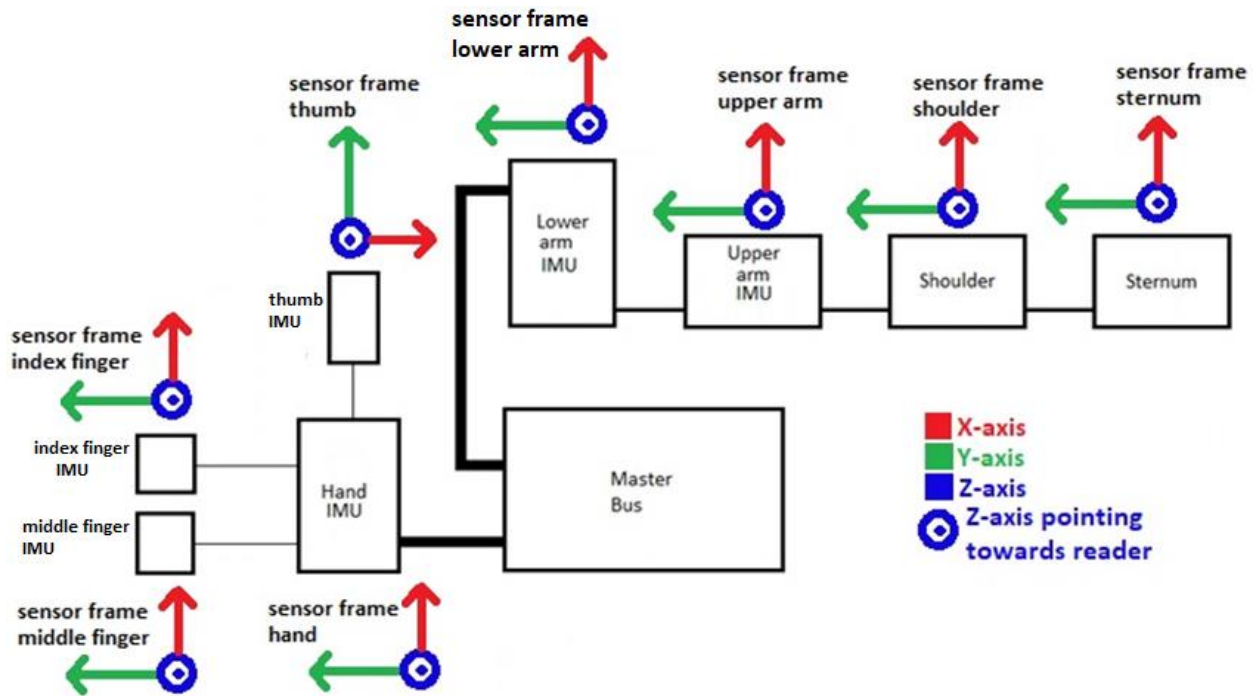 sensor frame
lower arm
sensor frame
thumb
sensor frame
upper arm
sensor frame
shoulder
sensor frame
sternum
Lower
arm
IMU
Upper
arm
IMU
Shoulder
Sternum
thumb
IMU
sensor frame
index finger
index finger
IMU
middle finger
IMU
Hand
IMU
Master
Bus
X-axis
Y-axis
Z-axis
Z-axis pointing
towards reader
sensor frame
middle finger
sensor frame
hand